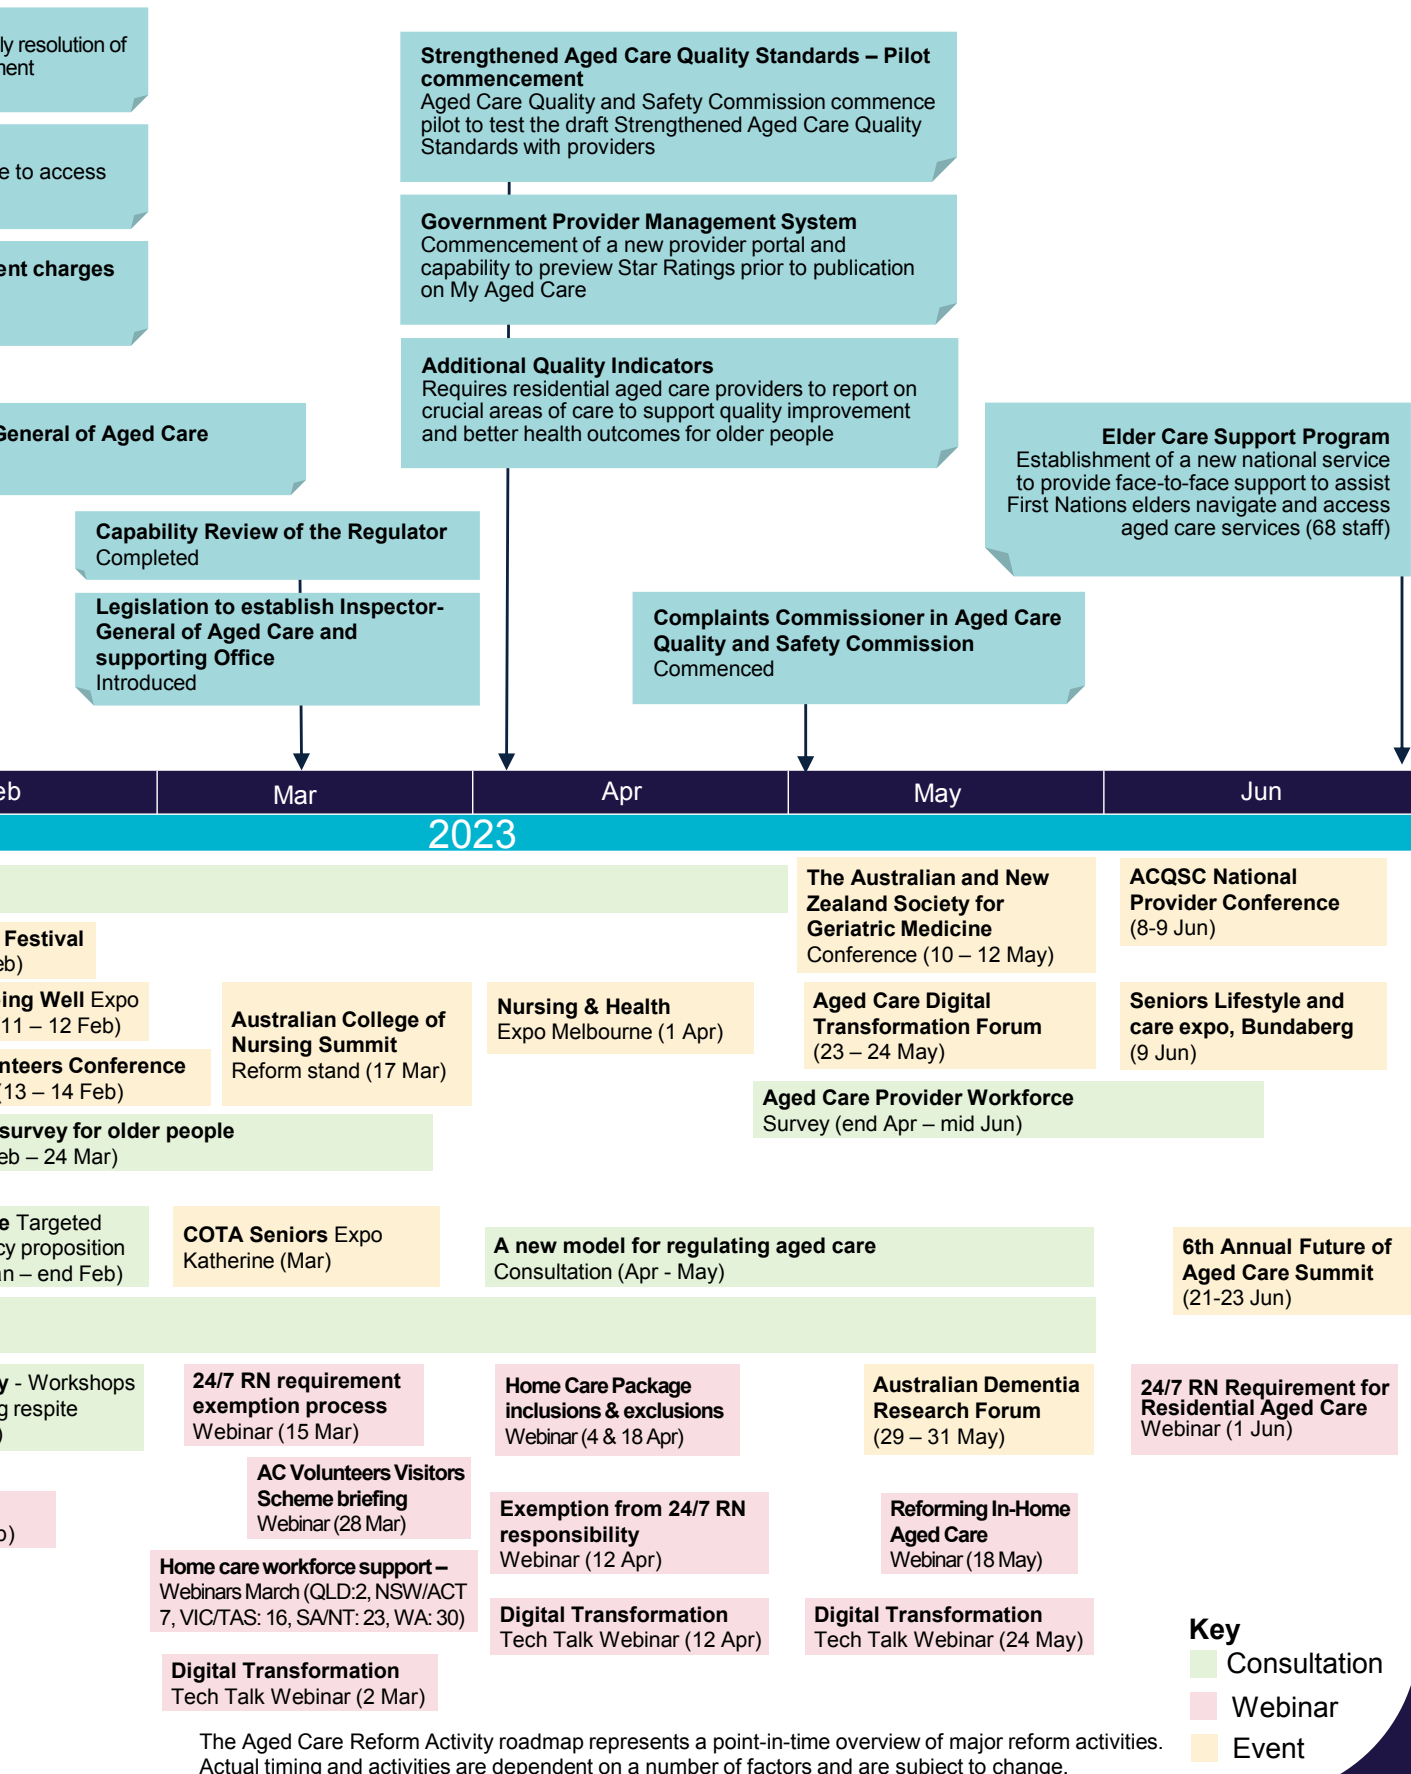 ly resolution of
ent
e to access
ent charges
General of Aged Care
Strengthened Aged Care Quality Standards – Pilot
commencement
Aged Care Quality and Safety Commission commence
pilot to test the draft Strengthened Aged Care Quality
Standards with providers
Government Provider Management System
Commencement of a new provider portal and
capability to preview Star Ratings prior to publication
on My Aged Care
Additional Quality Indicators
Requires residential aged care providers to report on
crucial areas of care to support quality improvement
and better health outcomes for older people
Elder Care Support Program
Establishment of a new national service
to provide face-to-face support to assist
First Nations elders navigate and access
aged care services (68 staff)
Capability Review of the Regulator
Completed
Legislation to establish Inspector-
General of Aged Care and
supporting Office
Introduced
Complaints Commissioner in Aged Care
Quality and Safety Commission
Commenced
eb
Mar
Apr
May
Jun
2023
The Australian and New
Zealand Society for
Geriatric Medicine
Conference (10 – 12 May)
ACQSC National
Provider Conference
(8-9 Jun)
Festival
eb)
ing Well Expo
11 – 12 Feb)
nteers Conference
(13 – 14 Feb)
Australian College of
Nursing Summit
Reform stand (17 Mar)
Nursing & Health
Expo Melbourne (1 Apr)
Aged Care Digital
Transformation Forum
(23 – 24 May)
Seniors Lifestyle and
care expo, Bundaberg
(9 Jun)
survey for older people
eb – 24 Mar)
Aged Care Provider Workforce
Survey (end Apr – mid Jun)
e Targeted
cy proposition
an – end Feb)
COTA Seniors Expo
Katherine (Mar)
A new model for regulating aged care
Consultation (Apr - May)
6th Annual Future of
Aged Care Summit
(21-23 Jun)
y - Workshops
g respite
)
24/7 RN requirement
exemption process
Webinar (15 Mar)
Home Care Package
inclusions & exclusions
Webinar (4 & 18 Apr)
Australian Dementia
Research Forum
(29 – 31 May)
24/7 RN Requirement for
Residential Aged Care
Webinar (1 Jun)
AC Volunteers Visitors
Scheme briefing
Webinar (28 Mar)
Exemption from 24/7 RN
responsibility
Webinar (12 Apr)
Reforming In-Home
Aged Care
Webinar (18 May)
Home care workforce support –
Webinars March (QLD:2, NSW/ACT
7, VIC/TAS: 16, SA/NT: 23, WA: 30)
Digital Transformation
Tech Talk Webinar (12 Apr)
Digital Transformation
Tech Talk Webinar (24 May)
Digital Transformation
Tech Talk Webinar (2 Mar)
Key
Consultation
Webinar
Event
The Aged Care Reform Activity roadmap represents a point-in-time overview of major reform activities.
Actual timing and activities are dependent on a number of factors and are subject to change.